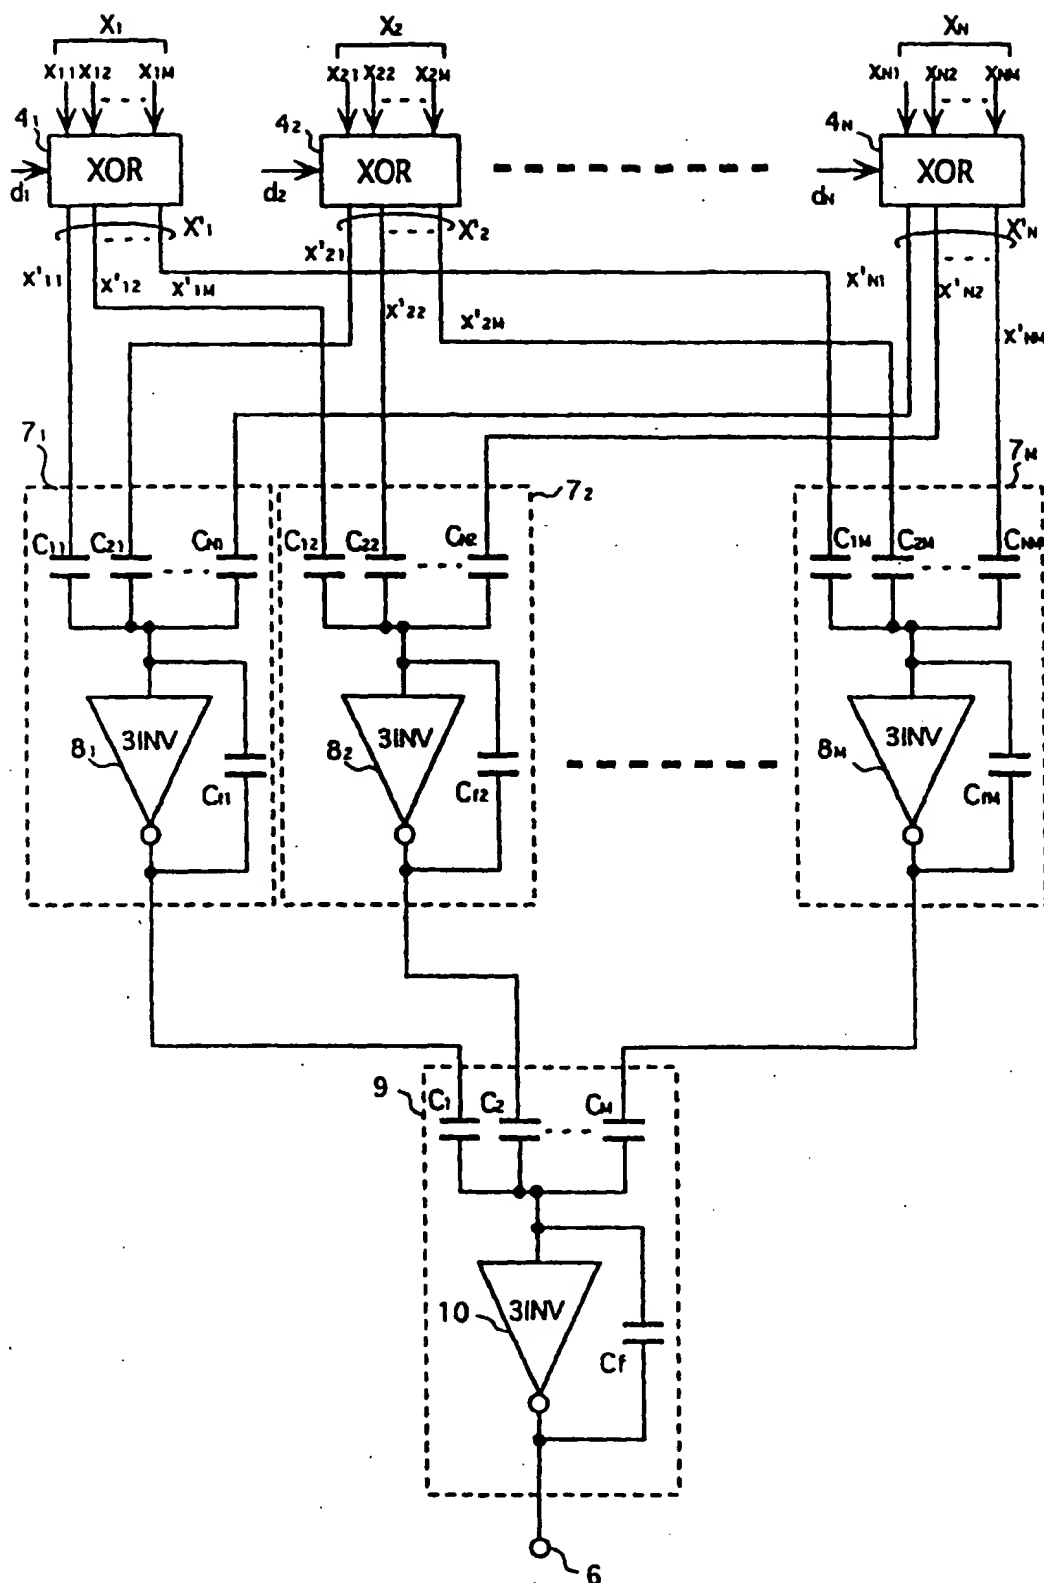 X1 X2 XN
x11 x12 x1M x21 x22 x2M xN1 xN2 xNM
41 42 4N
XOR XOR XOR
d1 d2 dN
X'1 X'2 X'N
x'11 x'12 x'1M x'21 x'22 x'2M x'N1 x'N2 x'NM
71 72 7M
C11 C21 CN1 C12 C22 CN2 C1M C2M CNM
3INV 3INV 3INV
81 82 8M
Cf1 Cf2 CfM
9
C1 C2 CM
3INV
10
Cf
6